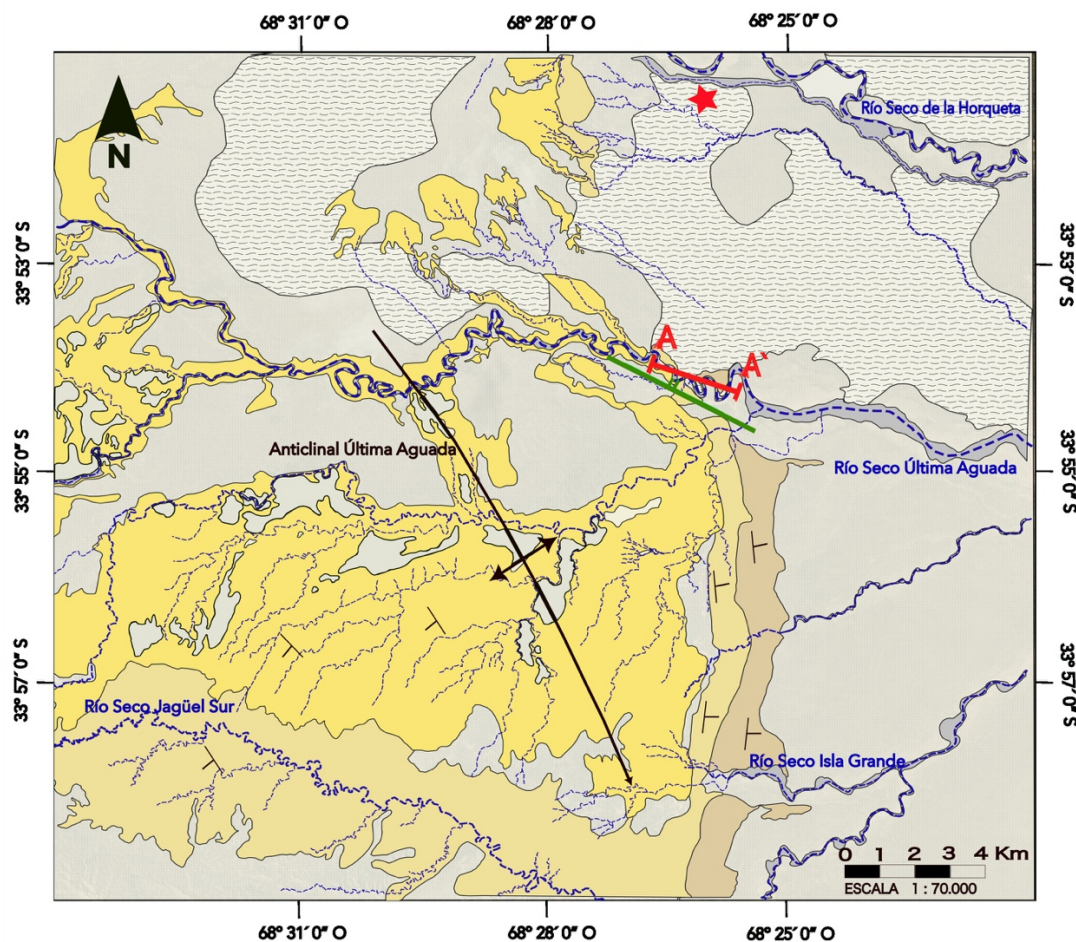 68° 31´ 0˝ O
68° 28´ 0˝ O
68° 25´ 0˝ O
N
Río Seco de la Horqueta
33° 53´ 0˝ S
33° 53´ 0˝ S
A
A`
Anticlinal Última Aguada
Río Seco Última Aguada
33° 55´ 0˝ S
33° 55´ 0˝ S
33° 57´ 0˝ S
33° 57´ 0˝ S
Río Seco Jagüel Sur
Río Seco Isla Grande
0 1 2 3 4 Km
ESCALA 1 : 70.000
68° 31´ 0˝ O
68° 28´ 0˝ O
68° 25´ 0˝ O